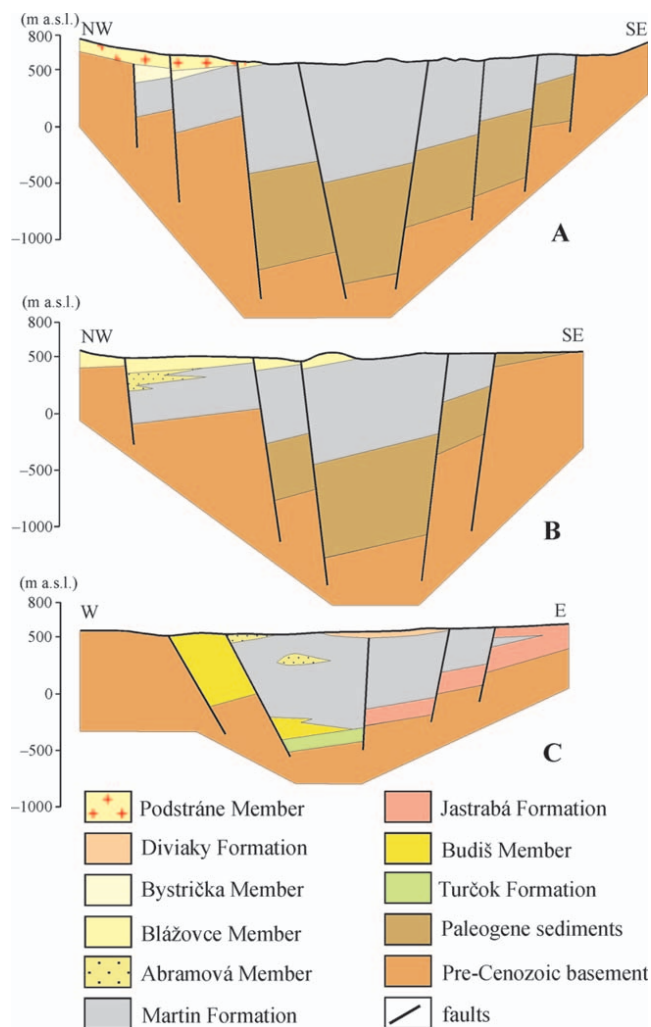 (m a.s.l.)
NW
SE
800
500
0
–500
–1000
A
(m a.s.l.)
NW
SE
800
500
0
–500
–1000
B
(m a.s.l.)
W
E
800
500
0
–500
–1000
C
Podstráne Member
Jastrabá Formation
Diviaky Formation
Budiš Member
Bystrička Member
Turčok Formation
Blážovce Member
Paleogene sediments
Abramová Member
Pre-Cenozoic basement
Martin Formation
faults